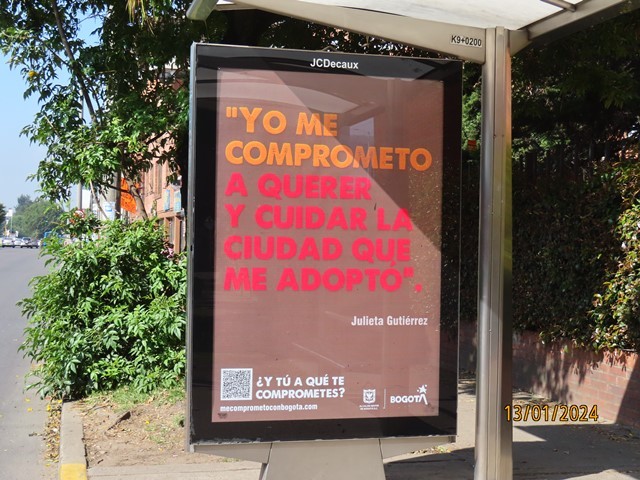 K9+0200
JCDecaux
"YO ME
COMPROMETO
A QUERER
Y CUIDAR LA
CIUDAD QUE
ME ADOPTÓ".
Julieta Gutiérrez
¿Y TÚ A QUÉ TE
COMPROMETES?
mecomprometoconbogota.com
BOGOTÁ
13/01/2024